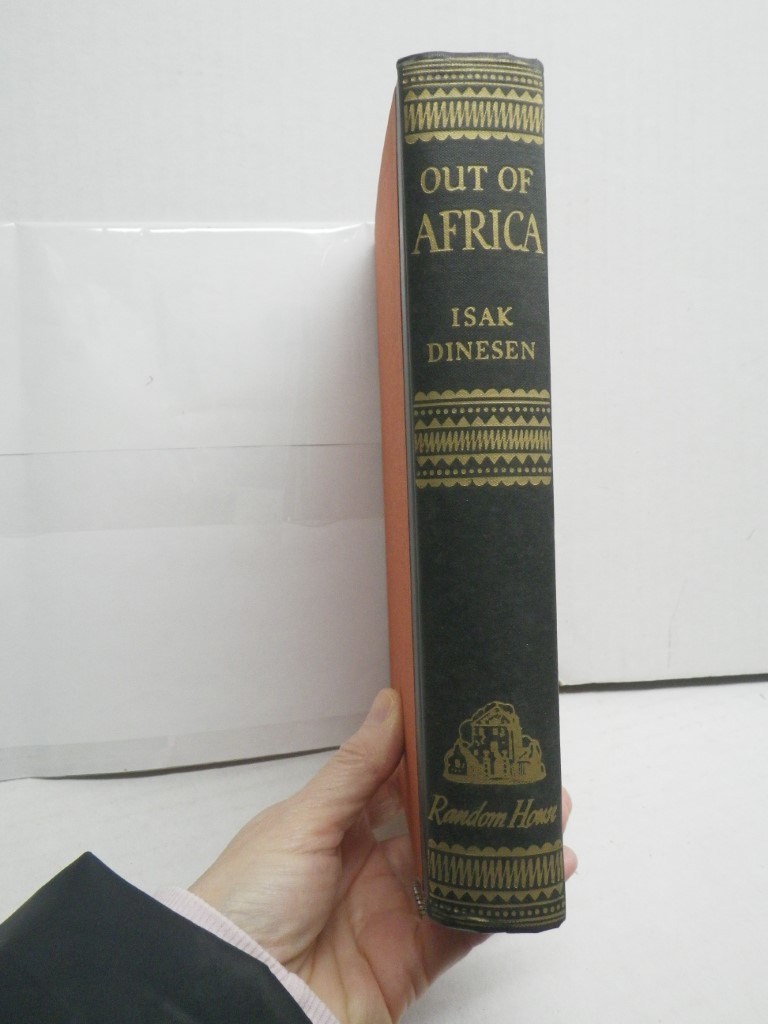 OUT OF
AFRICA
ISAK
DINESEN
Random House